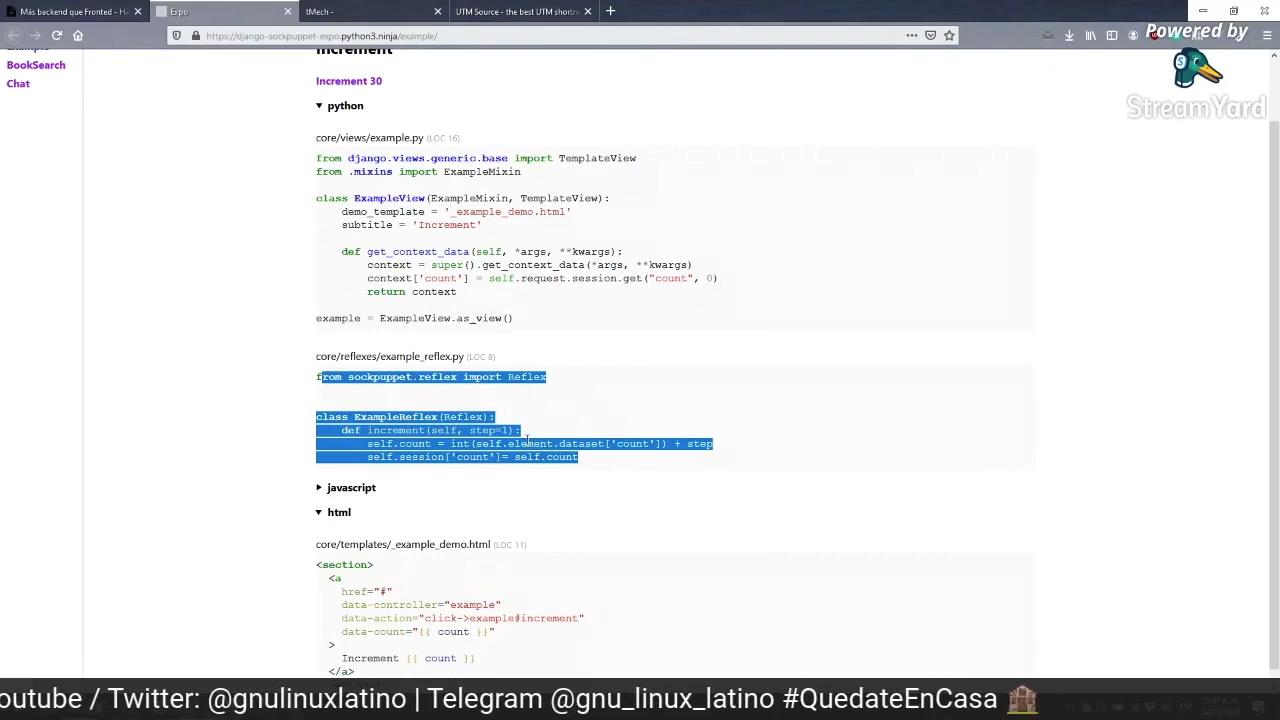 Más backend que Fronted - Ha
Expo
tMech -
UTM Source - the best UTM shortn
https://django-sockpuppet-expo.python3.ninja/example/
Powered by
StreamYard
Example
BookSearch
Chat
Increment
Increment 30
python
core/views/example.py (LOC 16)
from django.views.generic.base import TemplateView
from .mixins import ExampleMixin
class ExampleView(ExampleMixin, TemplateView):
demo_template = '_example_demo.html'
subtitle = 'Increment'
def get_context_data(self, *args, **kwargs):
context = super().get_context_data(*args, **kwargs)
context['count'] = self.request.session.get("count", 0)
return context
example = ExampleView.as_view()
core/reflexes/example_reflex.py (LOC 8)
from sockpuppet.reflex import Reflex
class ExampleReflex(Reflex):
def increment(self, step=1):
self.count = int(self.element.dataset['count']) + step
self.session['count']= self.count
javascript
html
core/templates/_example_demo.html (LOC 11)
<section>
<a
href="#"
data-controller="example"
data-action="click->example#increment"
data-count="{{ count }}"
>
Increment {{ count }}
</a>
outube / Twitter: @gnulinuxlatino | Telegram @gnu_linux_latino #QuedateEnCasa